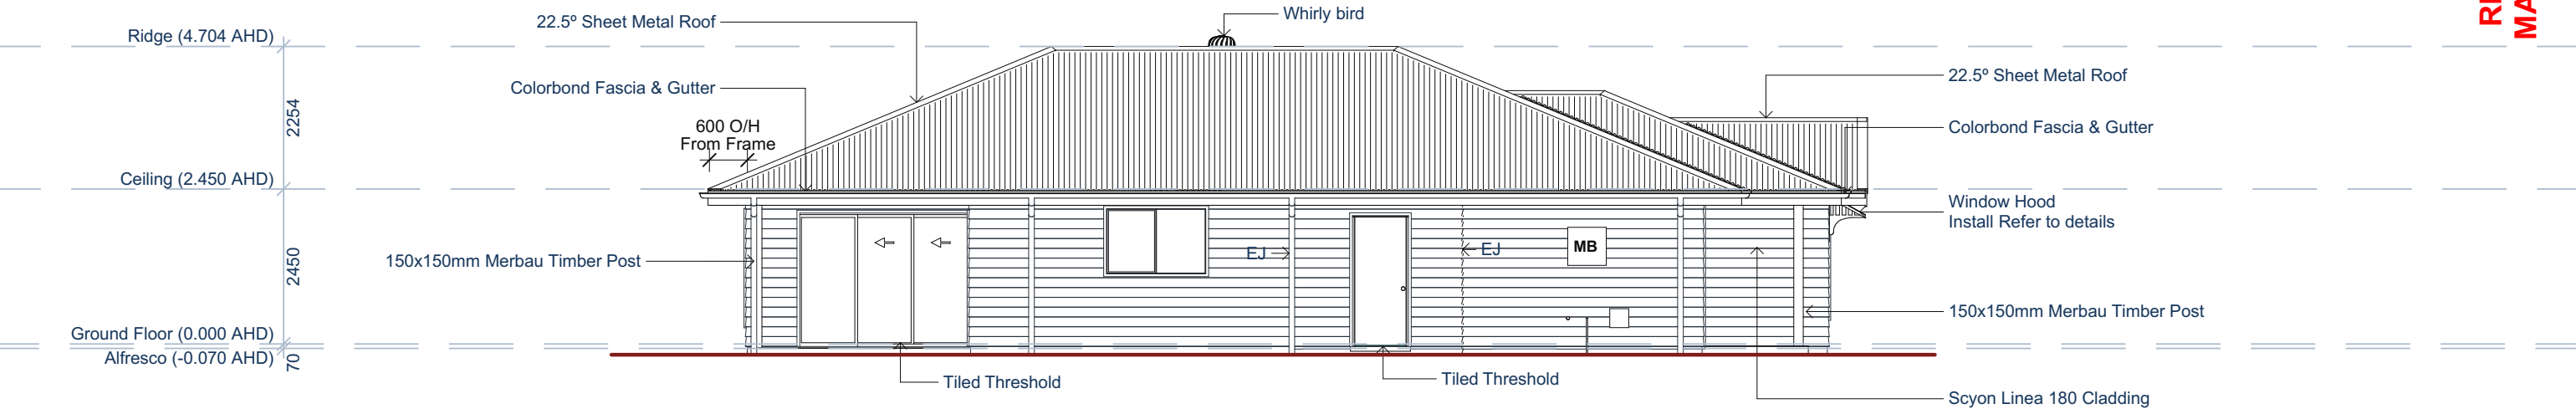 Whirly bird
22.5º Sheet Metal Roof
Ridge (4.704 AHD)
22.5º Sheet Metal Roof
Colorbond Fascia & Gutter
2254
600 O/H
From Frame
Colorbond Fascia & Gutter
Ceiling (2.450 AHD)
Window Hood
Install Refer to details
EJ
EJ
MB
150x150mm Merbau Timber Post
2450
150x150mm Merbau Timber Post
Ground Floor (0.000 AHD)
Alfresco (-0.070 AHD)
70
Tiled Threshold
Tiled Threshold
Scyon Linea 180 Cladding